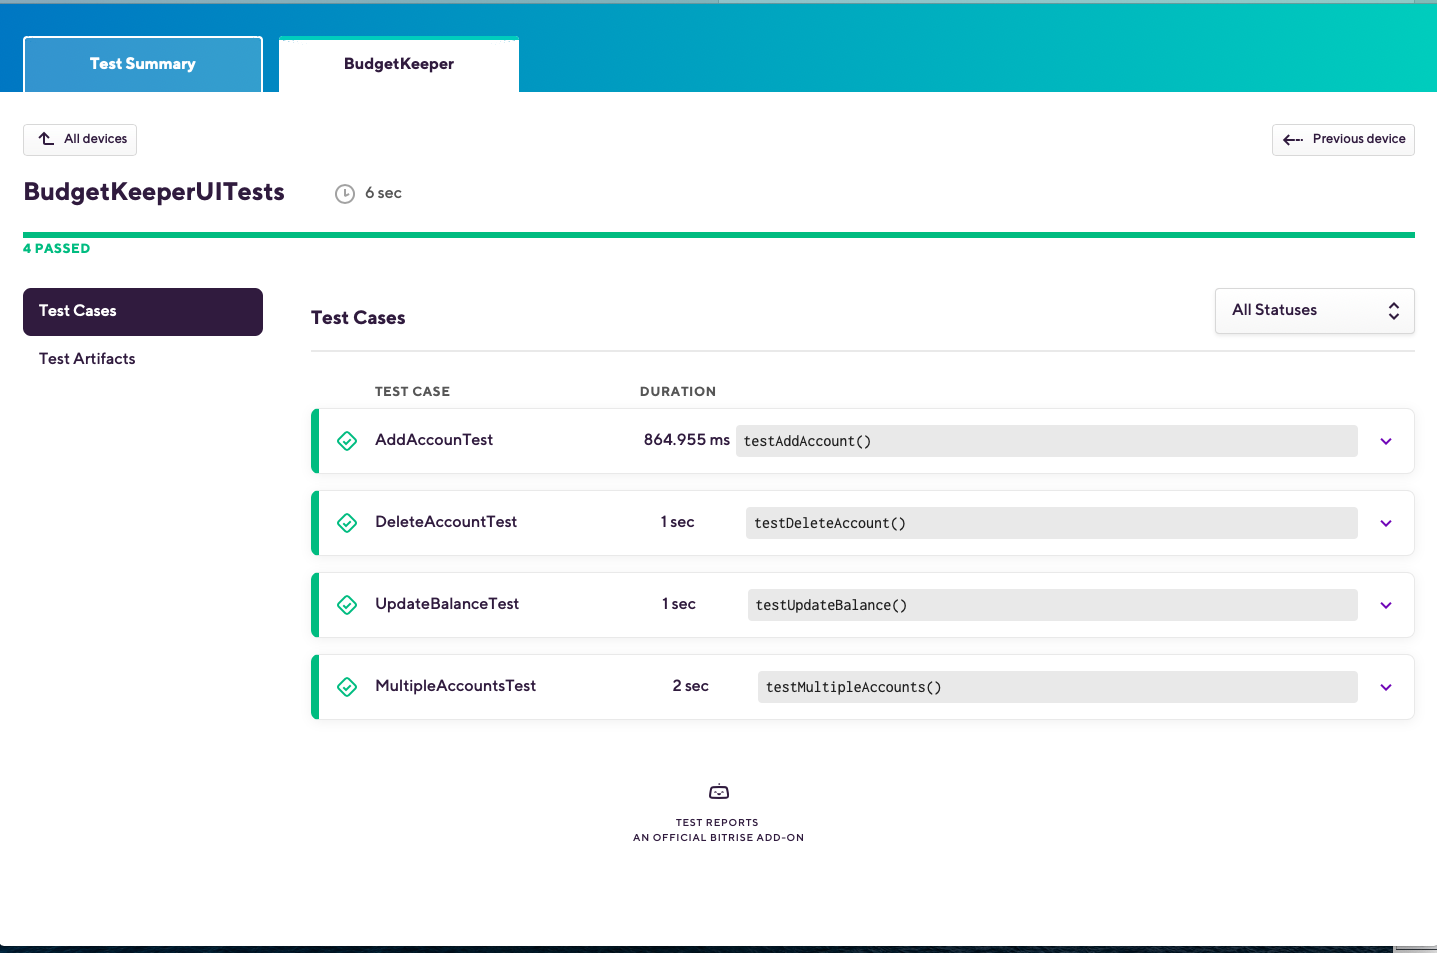 Test Summary
BudgetKeeper
All devices
Previous device
BudgetKeeperUITests
6 sec
4 PASSED
Test Cases
Test Artifacts
Test Cases
All Statuses
TEST CASE DURATION
AddAccounTest 864.955 ms testAddAccount()
DeleteAccountTest 1 sec testDeleteAccount()
UpdateBalanceTest 1 sec testUpdateBalance()
MultipleAccountsTest 2 sec testMultipleAccounts()
TEST REPORTS
AN OFFICIAL BITRISE ADD-ON